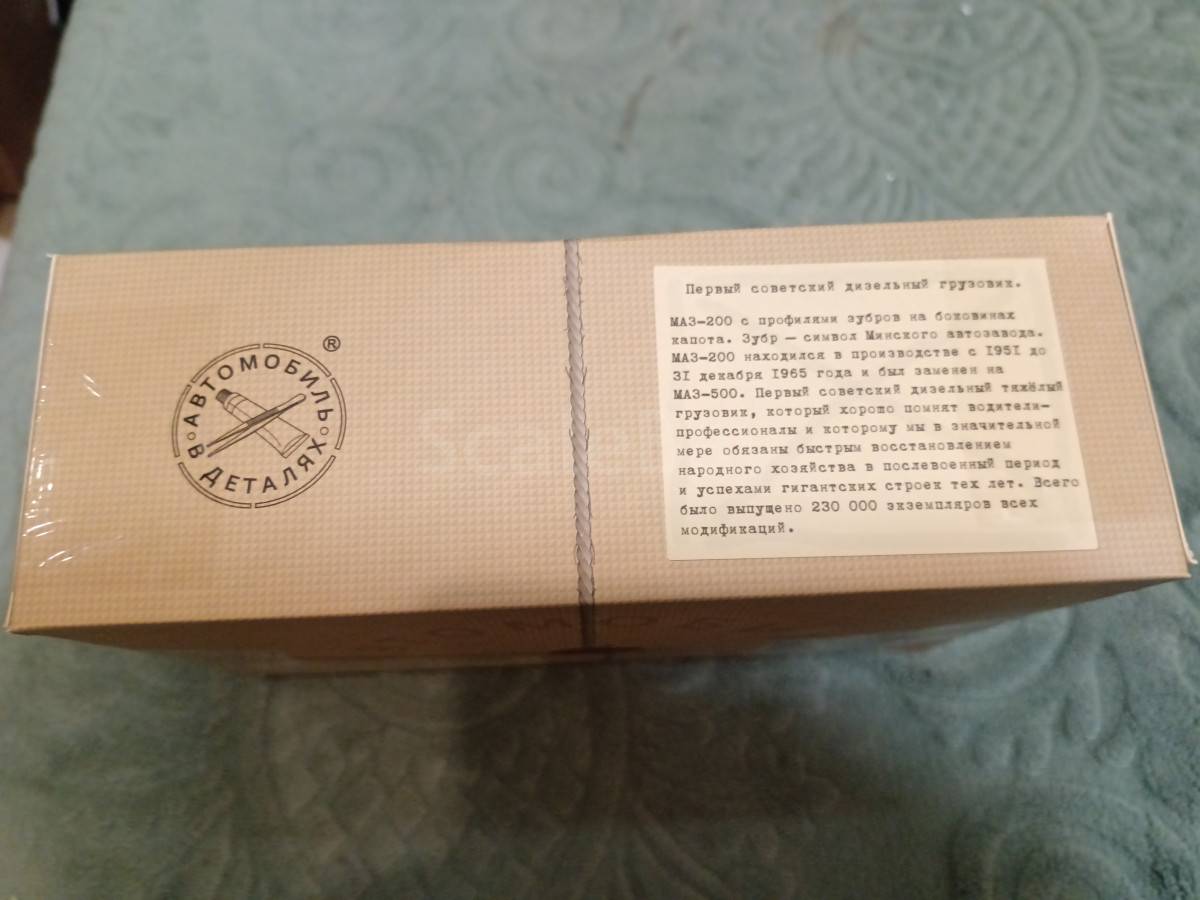 АВТОМОБИЛЬ ®
В ДЕТАЛЯХ
Первый советский дизельный грузовик.
МАЗ-200 с профилями зубров на боковинах
капота. Зубр — символ Минского автозавода.
МАЗ-200 находился в производстве с I95I до
3I декабря I965 года и был заменен на
МАЗ-500. Первый советский дизельный тяжёлый
грузовик, который хорошо помнят водители-
профессионалы и которому мы в значительной
мере обязаны быстрым восстановлением
народного хозяйства в послевоенный период
и успехами гигантских строек тех лет. Всего
было выпущено 230 000 экземпляров всех
модификаций.